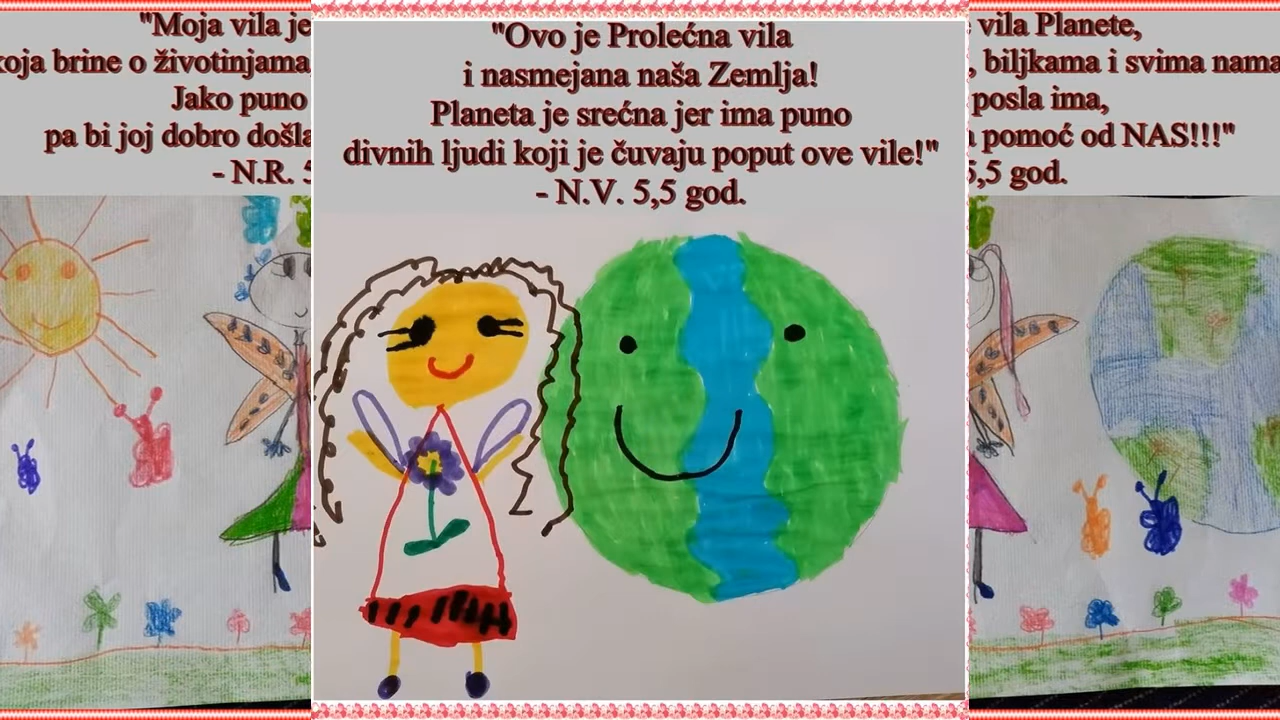 "Moja vila je
koja brine o životinjama,
Jako puno
pa bi joj dobro došla
- N.R. 5
"Ovo je Prolećna vila
i nasmejana naša Zemlja!
Planeta je srećna jer ima puno
divnih ljudi koji je čuvaju poput ove vile!"
- N.V. 5,5 god.
vila Planete,
, biljkama i svima nama
posla ima,
pomoć od NAS!!!"
5,5 god.